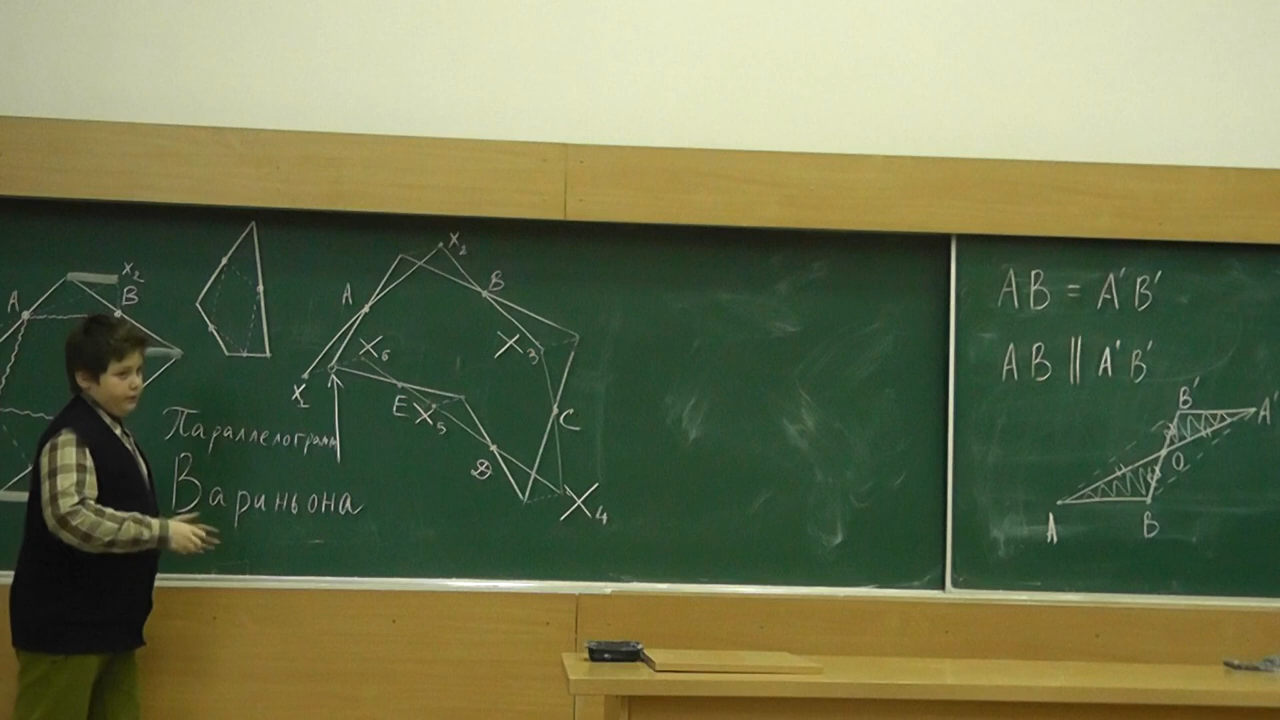 A
X₂
B
Параллелограмм
Вариньона
X₁
A
X₂
B
X₃
C
X₄
D
X₅
E
X₆
AB = A'B'
AB || A'B'
B'
A'
O
A
B